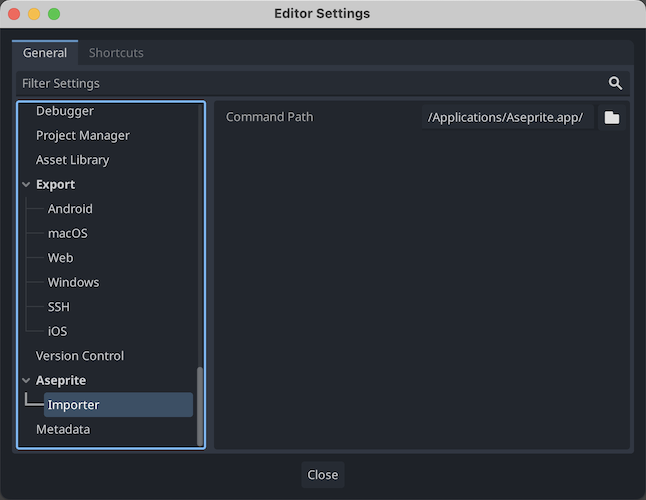 Editor Settings
General
Shortcuts
Filter Settings
Debugger
Project Manager
Asset Library
Export
Android
macOS
Web
Windows
SSH
iOS
Version Control
Aseprite
Importer
Metadata
Command Path
/Applications/Aseprite.app/
Close